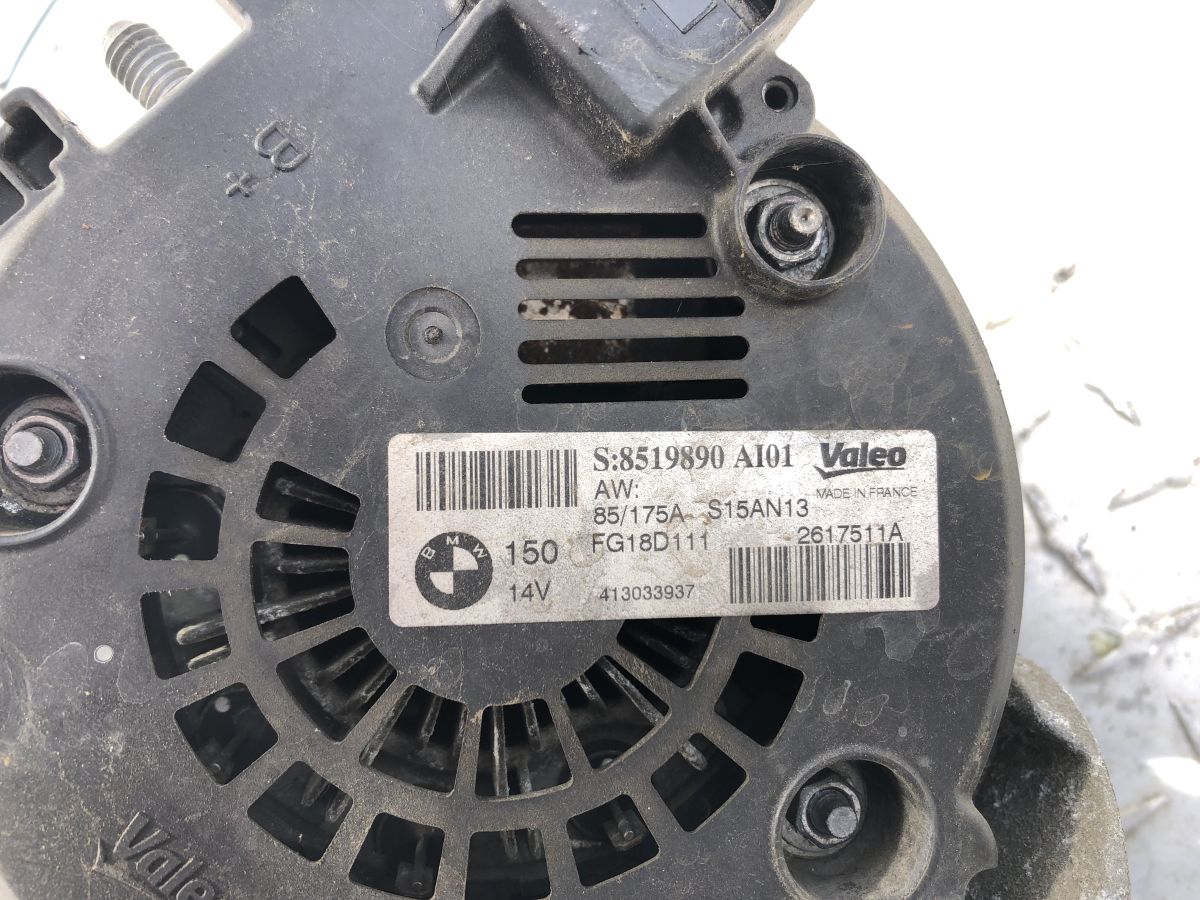 B
+
S:8519890 AI01 Valeo
AW: MADE IN FRANCE
85/175A S15AN13
FG18D111 2617511A
BMW 150
14V 413033937
Valeo